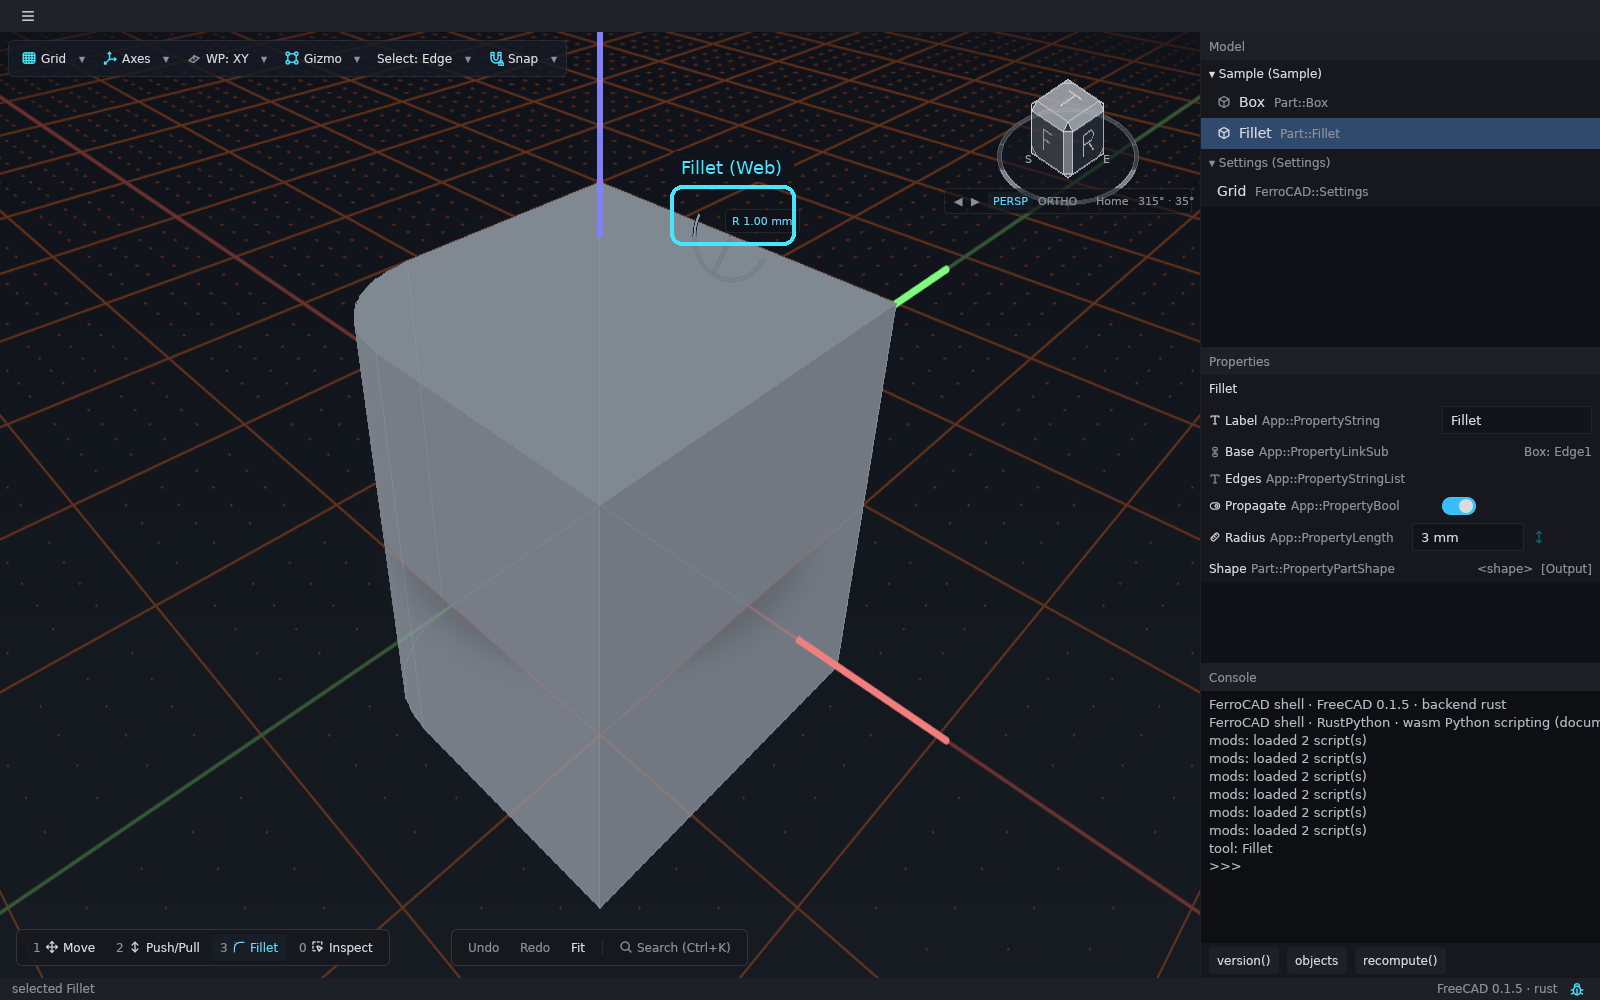 Grid ▾ Axes ▾ WP: XY ▾ Gizmo ▾ Select: Edge ▾ Snap ▾
Fillet (Web)
R 1.00 mm
T
F R
S E
◀ ▶ PERSP ORTHO Home 315° · 35°
1 Move 2 Push/Pull 3 Fillet 0 Inspect
Undo Redo Fit Search (Ctrl+K)
Model
▾ Sample (Sample)
Box Part::Box
Fillet Part::Fillet
▾ Settings (Settings)
Grid FerroCAD::Settings
Properties
Fillet
Label App::PropertyString Fillet
Base App::PropertyLinkSub Box: Edge1
Edges App::PropertyStringList
Propagate App::PropertyBool
Radius App::PropertyLength 3 mm
Shape Part::PropertyPartShape <shape> [Output]
Console
FerroCAD shell · FreeCAD 0.1.5 · backend rust
FerroCAD shell · RustPython · wasm Python scripting (docum
mods: loaded 2 script(s)
mods: loaded 2 script(s)
mods: loaded 2 script(s)
mods: loaded 2 script(s)
mods: loaded 2 script(s)
mods: loaded 2 script(s)
tool: Fillet
>>>
version() objects recompute()
selected Fillet
FreeCAD 0.1.5 · rust